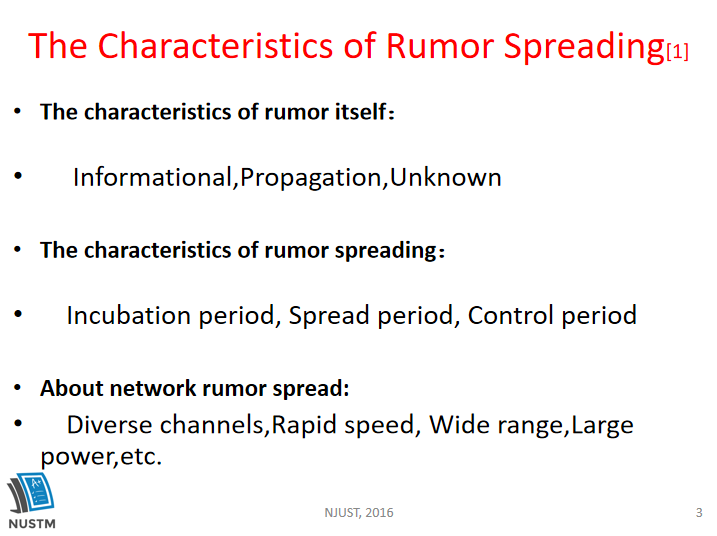 The Characteristics of Rumor Spreading[1]
• The characteristics of rumor itself：
• Informational,Propagation,Unknown
• The characteristics of rumor spreading：
• Incubation period, Spread period, Control period
• About network rumor spread:
• Diverse channels,Rapid speed, Wide range,Large
power,etc.
A+
NUSTM
NJUST, 2016
3